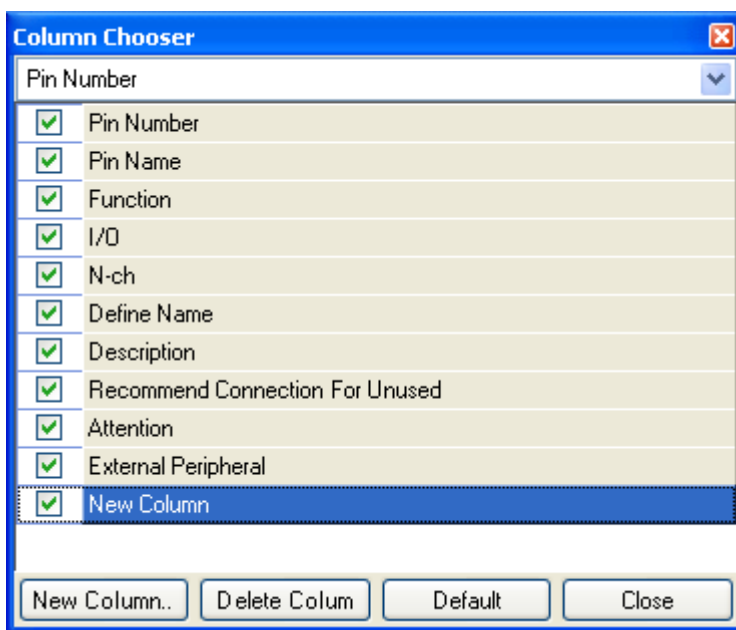 Column Chooser
Pin Number
Pin Number
Pin Name
Function
I/O
N-ch
Define Name
Description
Recommend Connection For Unused
Attention
External Peripheral
New Column
New Column.. Delete Colum Default Close